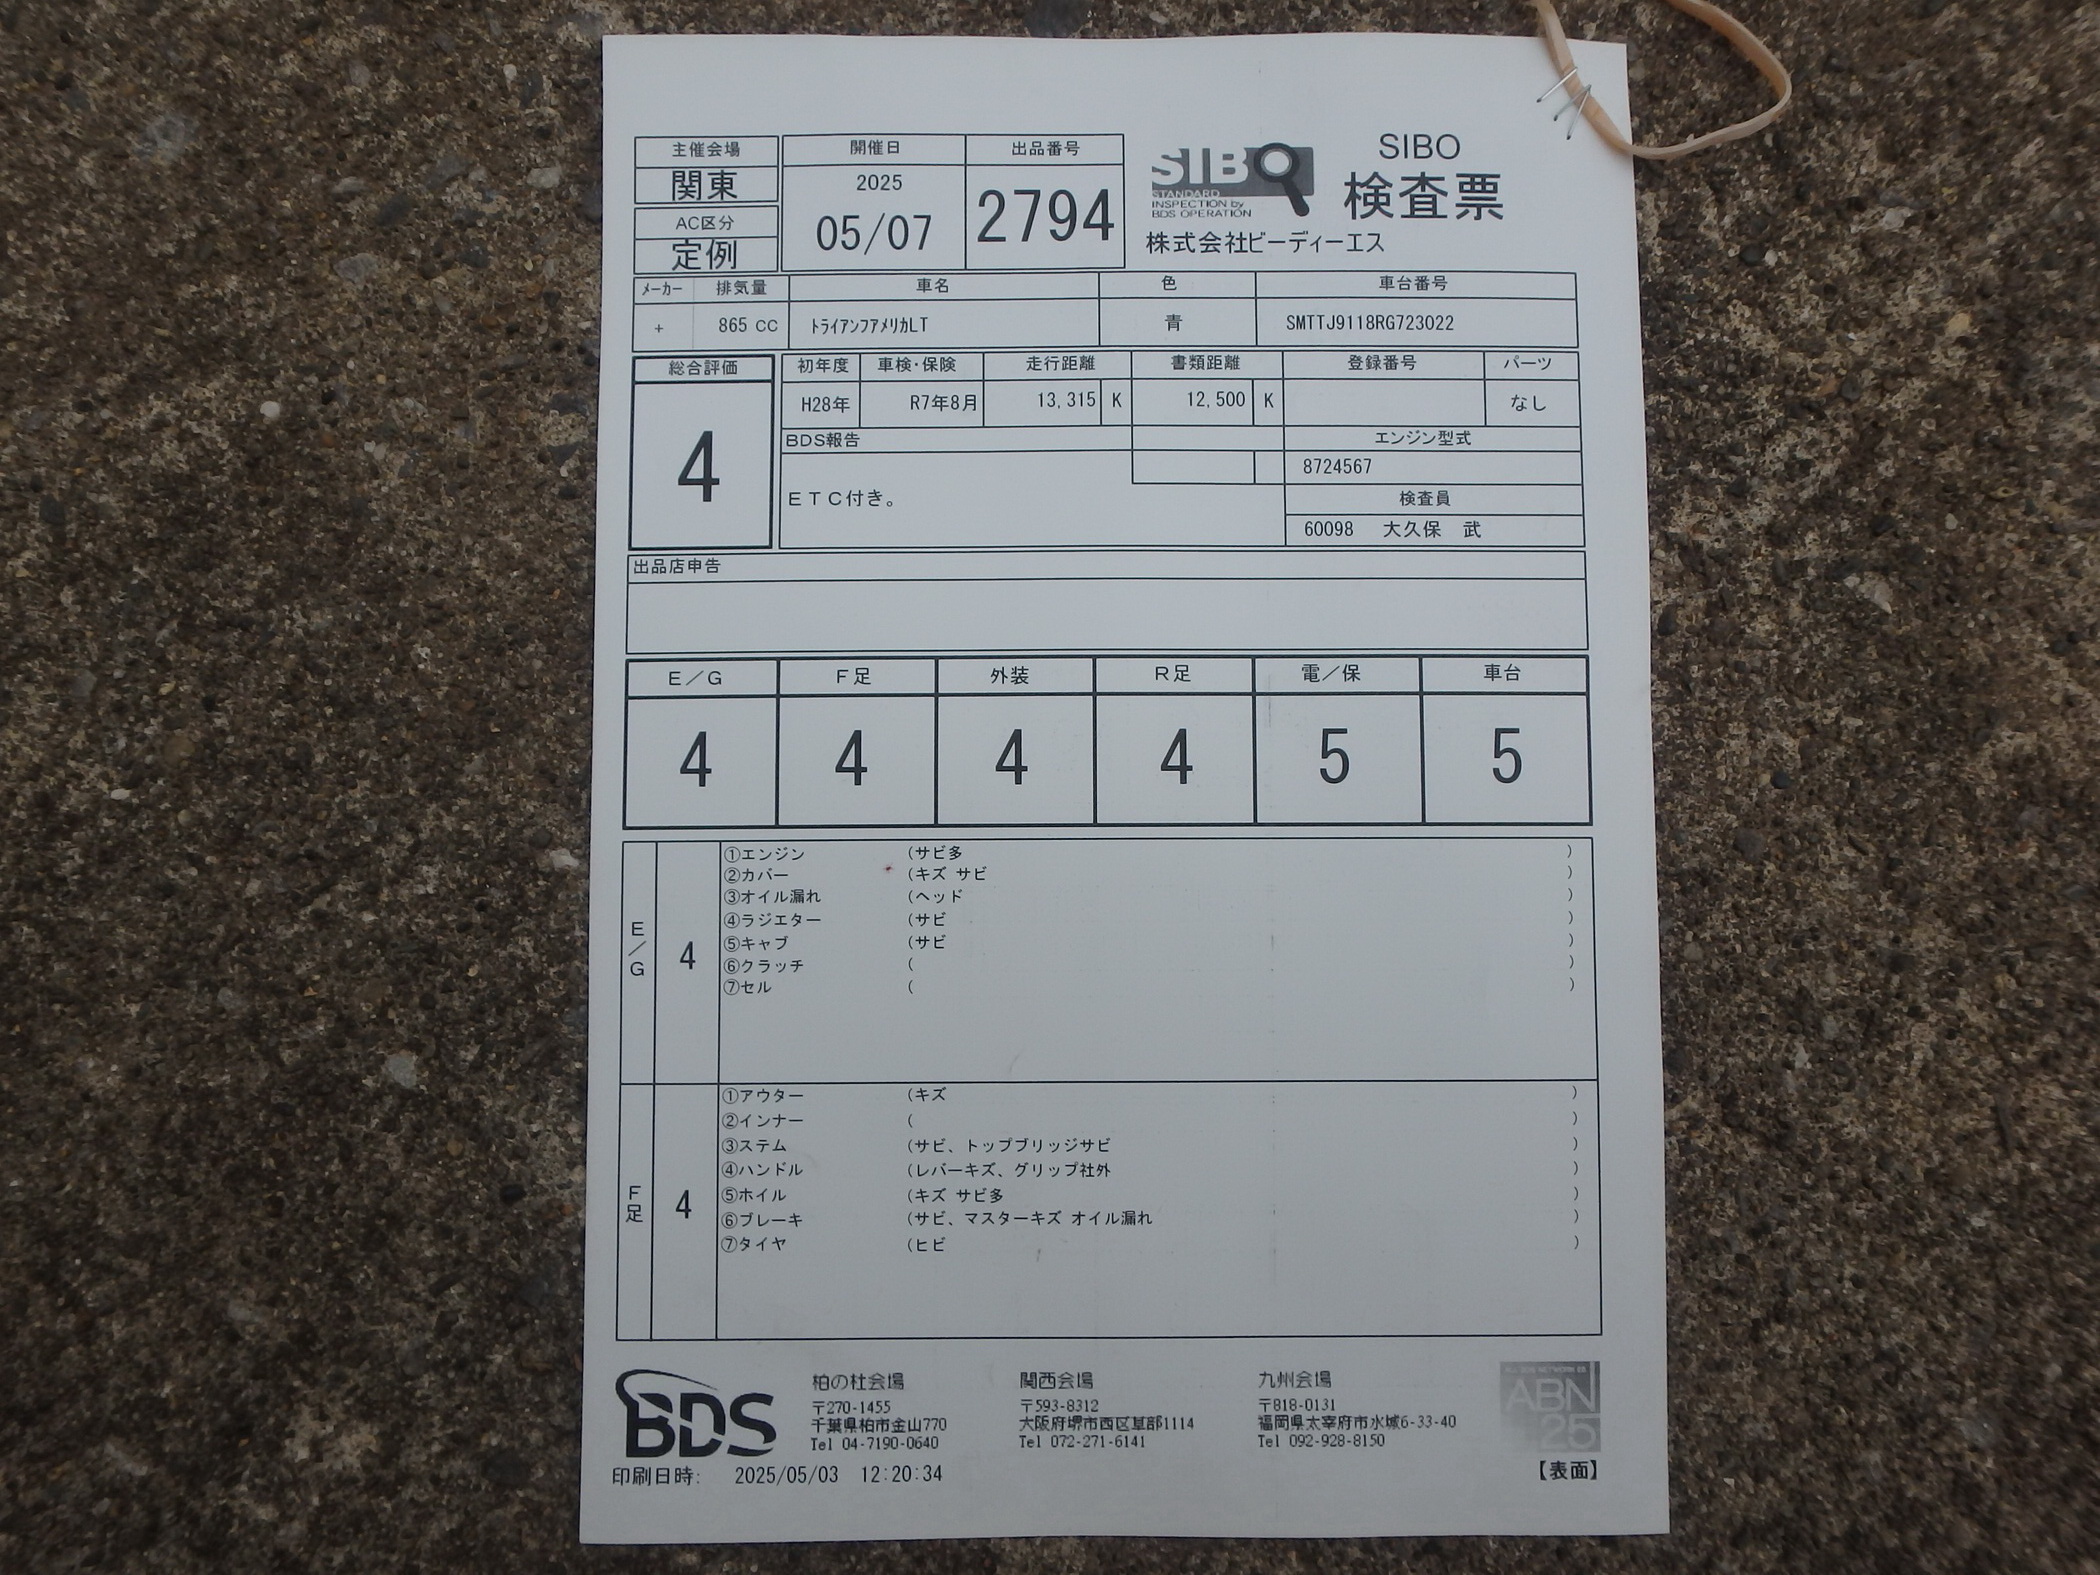 主催会場 開催日 出品番号
関東 2025 05/07 2794
AC区分
定例
SIBO
STANDARD
INSPECTION by
BDS OPERATION
SIBO
検査票
株式会社ビーディーエス
メーカー 排気量 車名 色 車台番号
+ 865 CC トライアンフアメリカLT 青 SMTTJ9118RG723022
総合評価 初年度 車検・保険 走行距離 書類距離 登録番号 パーツ
4 H28年 R7年8月 13,315 K 12,500 K なし
BDS報告 エンジン型式
8724567
ETC付き。 検査員
60098 大久保 武
出品店申告
E/G F足 外装 R足 電/保 車台
4 4 4 4 5 5
E/G 4
①エンジン (サビ多 )
②カバー (キズ サビ )
③オイル漏れ (ヘッド )
④ラジエター (サビ )
⑤キャブ (サビ )
⑥クラッチ ( )
⑦セル ( )
F足 4
①アウター (キズ )
②インナー ( )
③ステム (サビ、トップブリッジサビ )
④ハンドル (レバーキズ、グリップ社外 )
⑤ホイル (キズ サビ多 )
⑥ブレーキ (サビ、マスターキズ オイル漏れ )
⑦タイヤ (ヒビ )
BDS
柏の杜会場
〒270-1455
千葉県柏市金山770
Tel 04-7190-0640
関西会場
〒593-8312
大阪府堺市西区草部1114
Tel 072-271-6141
九州会場
〒818-0131
福岡県太宰府市水城6-33-40
Tel 092-928-8150
ABN
25
印刷日時: 2025/05/03 12:20:34
【表面】